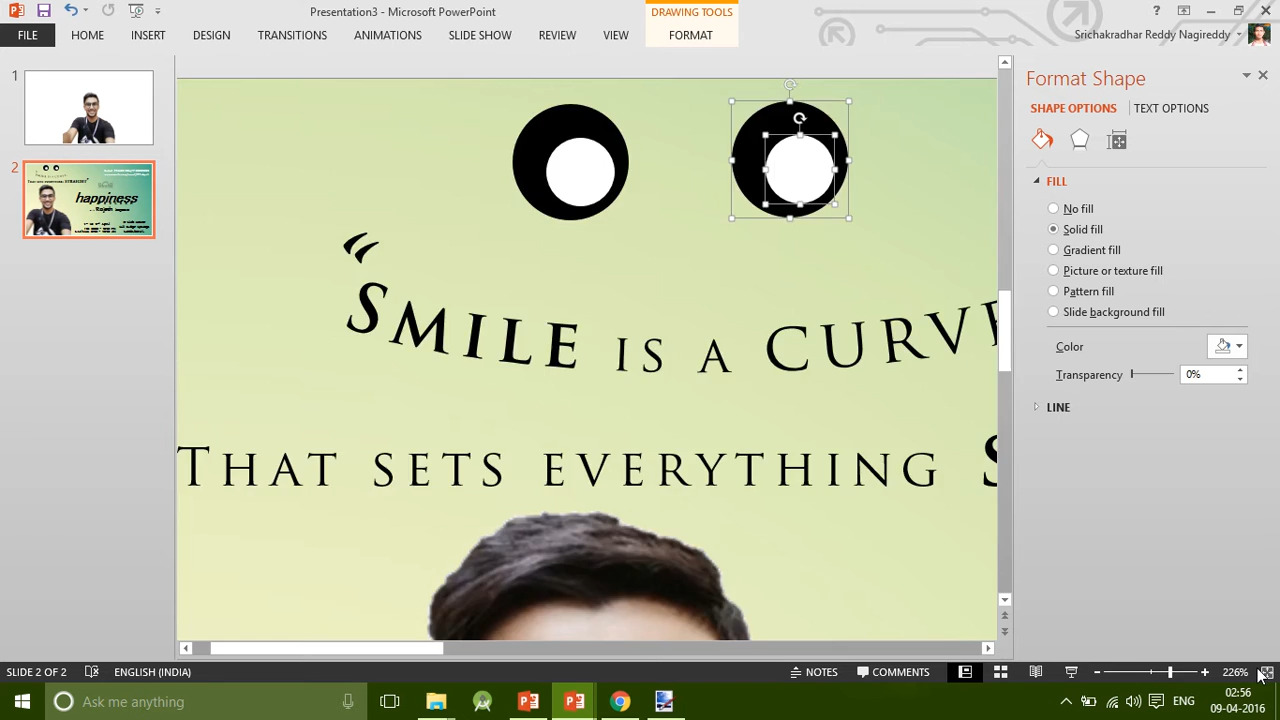 Presentation3 - Microsoft PowerPoint
DRAWING TOOLS
?
FILE HOME INSERT DESIGN TRANSITIONS ANIMATIONS SLIDE SHOW REVIEW VIEW FORMAT
Srichakradhar Reddy Nagireddy
1
2
happiness
Format Shape
SHAPE OPTIONS TEXT OPTIONS
FILL
No fill
Solid fill
Gradient fill
Picture or texture fill
Pattern fill
Slide background fill
Color
Transparency 0%
LINE
“
SMILE IS A CURVE
THAT SETS EVERYTHING S
SLIDE 2 OF 2 ENGLISH (INDIA) NOTES COMMENTS 226%
Ask me anything
ENG
02:56
09-04-2016